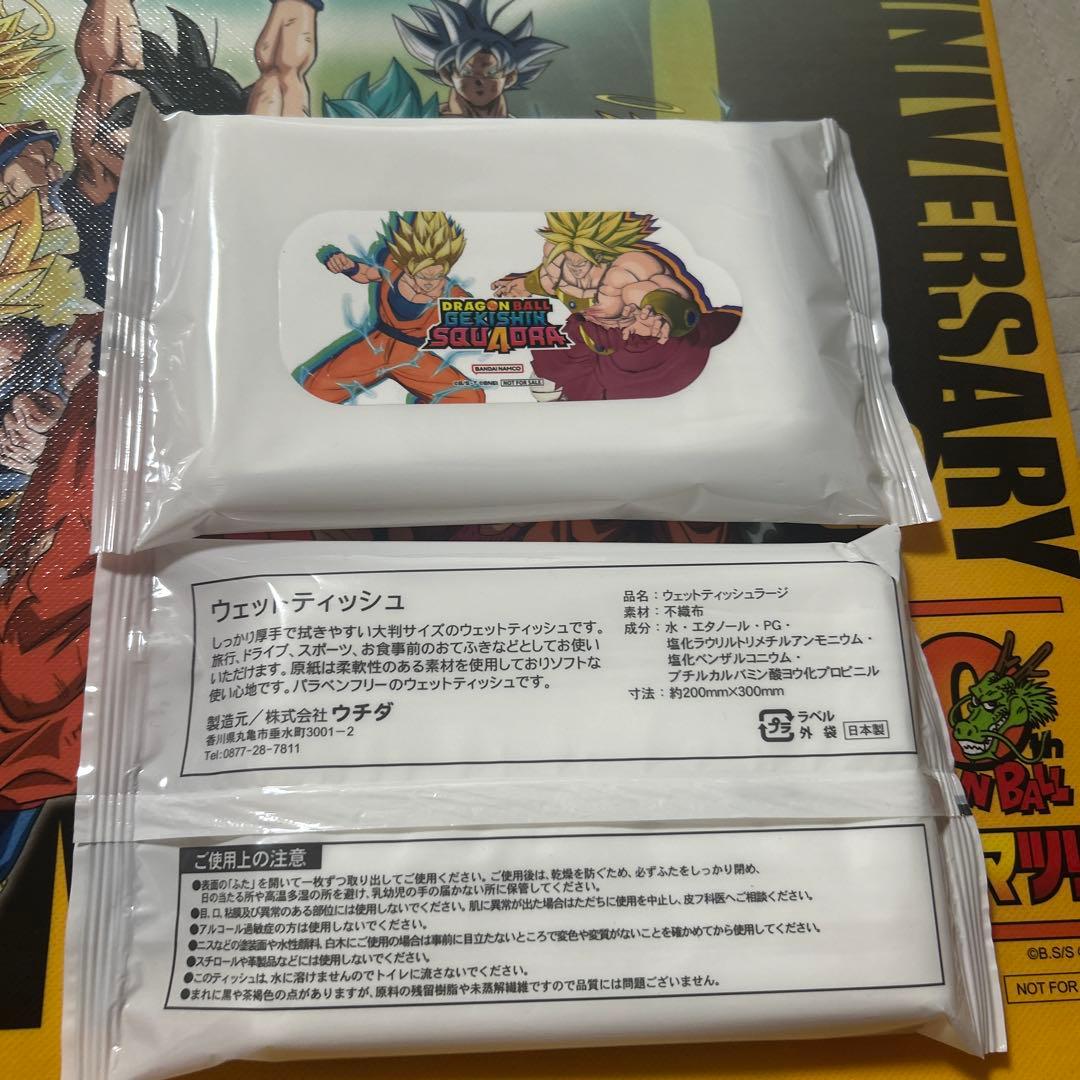 NIVERSARY
DRAGON BALL
GEKISHIN
SQUADRA
BANDAI NAMCO
©B/S・T ©BNEI NOT FOR SALE
ウェットティッシュ
しっかり厚手で拭きやすい大判サイズのウェットティッシュです。
旅行、ドライブ、スポーツ、お食事前のおてふきなどとしてお使い
いただけます。原紙は柔軟性のある素材を使用しておりソフトな
使い心地です。パラベンフリーのウェットティッシュです。
製造元／株式会社 ウチダ
香川県丸亀市垂水町3001−2
Tel:0877-28-7811
品名：ウェットティッシュラージ
素材：不織布
成分：水・エタノール・PG・
塩化ラウリルトリメチルアンモニウム・
塩化ベンザルコニウム・
ブチルカルバミン酸ヨウ化プロピニル
寸法：約200mm×300mm
プラ
ラベル
外袋
日本製
ご使用上の注意
●表面の「ふた」を開いて一枚ずつ取り出してご使用ください。ご使用後は、乾燥を防ぐため、必ずふたをしっかり閉め、
日の当たる所や高温多湿の所を避け、乳幼児の手の届かない所に保管してください。
●目、口、粘膜及び異常のある部位には使用しないでください。肌に異常が出た場合はただちに使用を中止し、皮フ科医へご相談ください。
●アルコール過敏症の方は使用しないでください。
●ニスなどの塗装面や水性顔料、白木にご使用の場合は事前に目立たないところで変色や変質がないことを確かめてから使用してください。
●スチロールや革製品などには使用しないでください。
●このティッシュは、水に溶けませんのでトイレに流さないでください。
●まれに黒や茶褐色の点がありますが、原料の残留樹脂や未蒸解繊維ですので品質には問題ございません。
th
ON BALL
マツリ
©B.S/S
NOT FOR